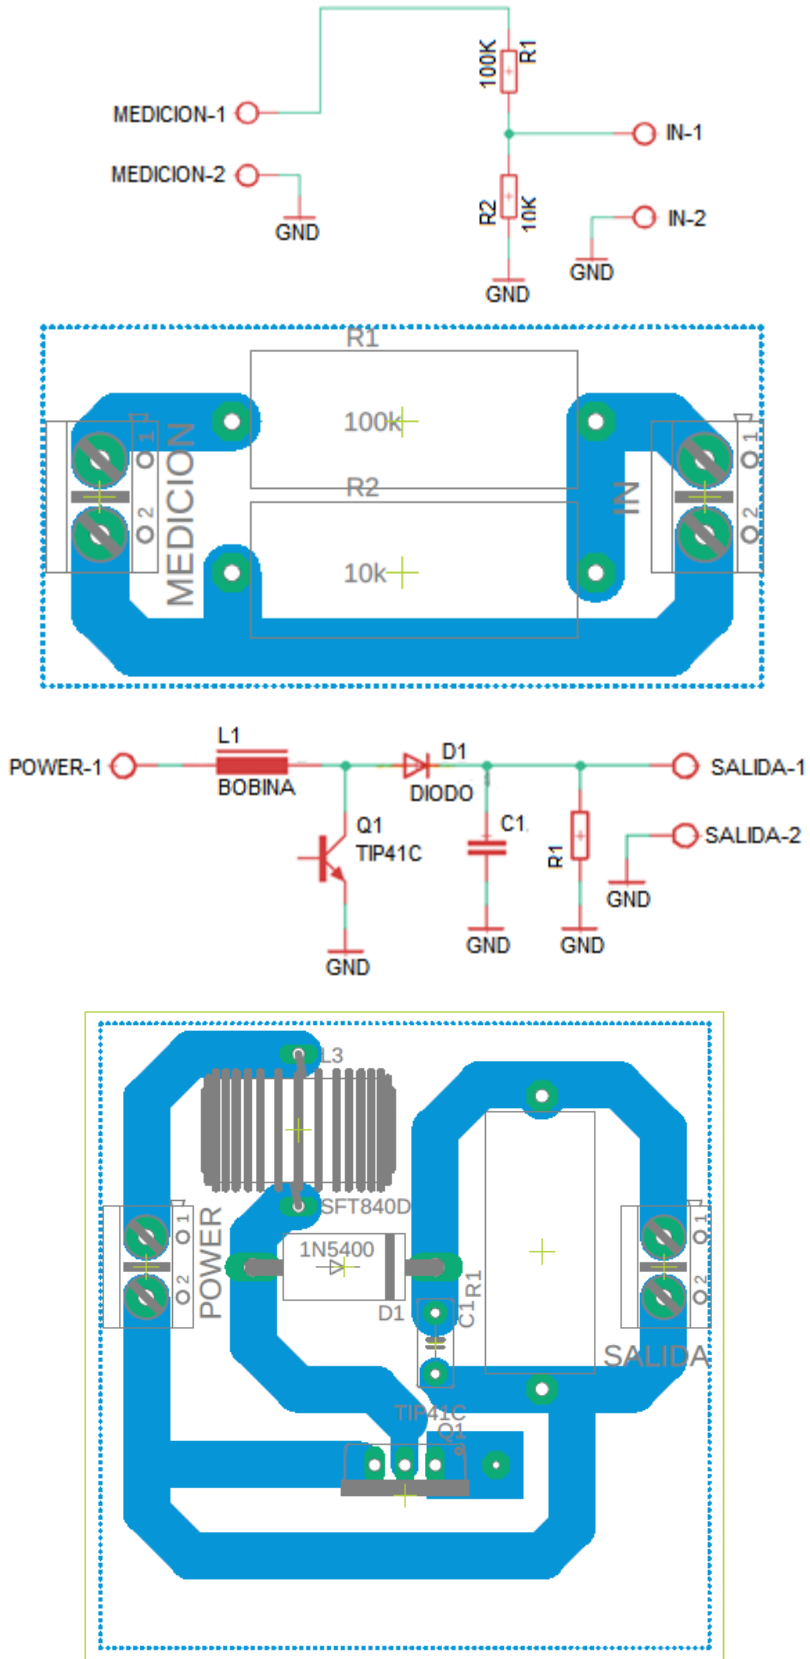 100K
R1
MEDICION-1
IN-1
MEDICION-2
R2
10K
IN-2
GND
GND
GND
R1
100k
1
2
MEDICION
R2
10k
IN
1
2
L1
D1
POWER-1
SALIDA-1
BOBINA
DIODO
Q1
TIP41C
C1
R1
SALIDA-2
GND
GND
GND
GND
L3
SFT840D
1
2
POWER
1N5400
D1
C1
R1
1
2
SALIDA
TIP41C
Q1